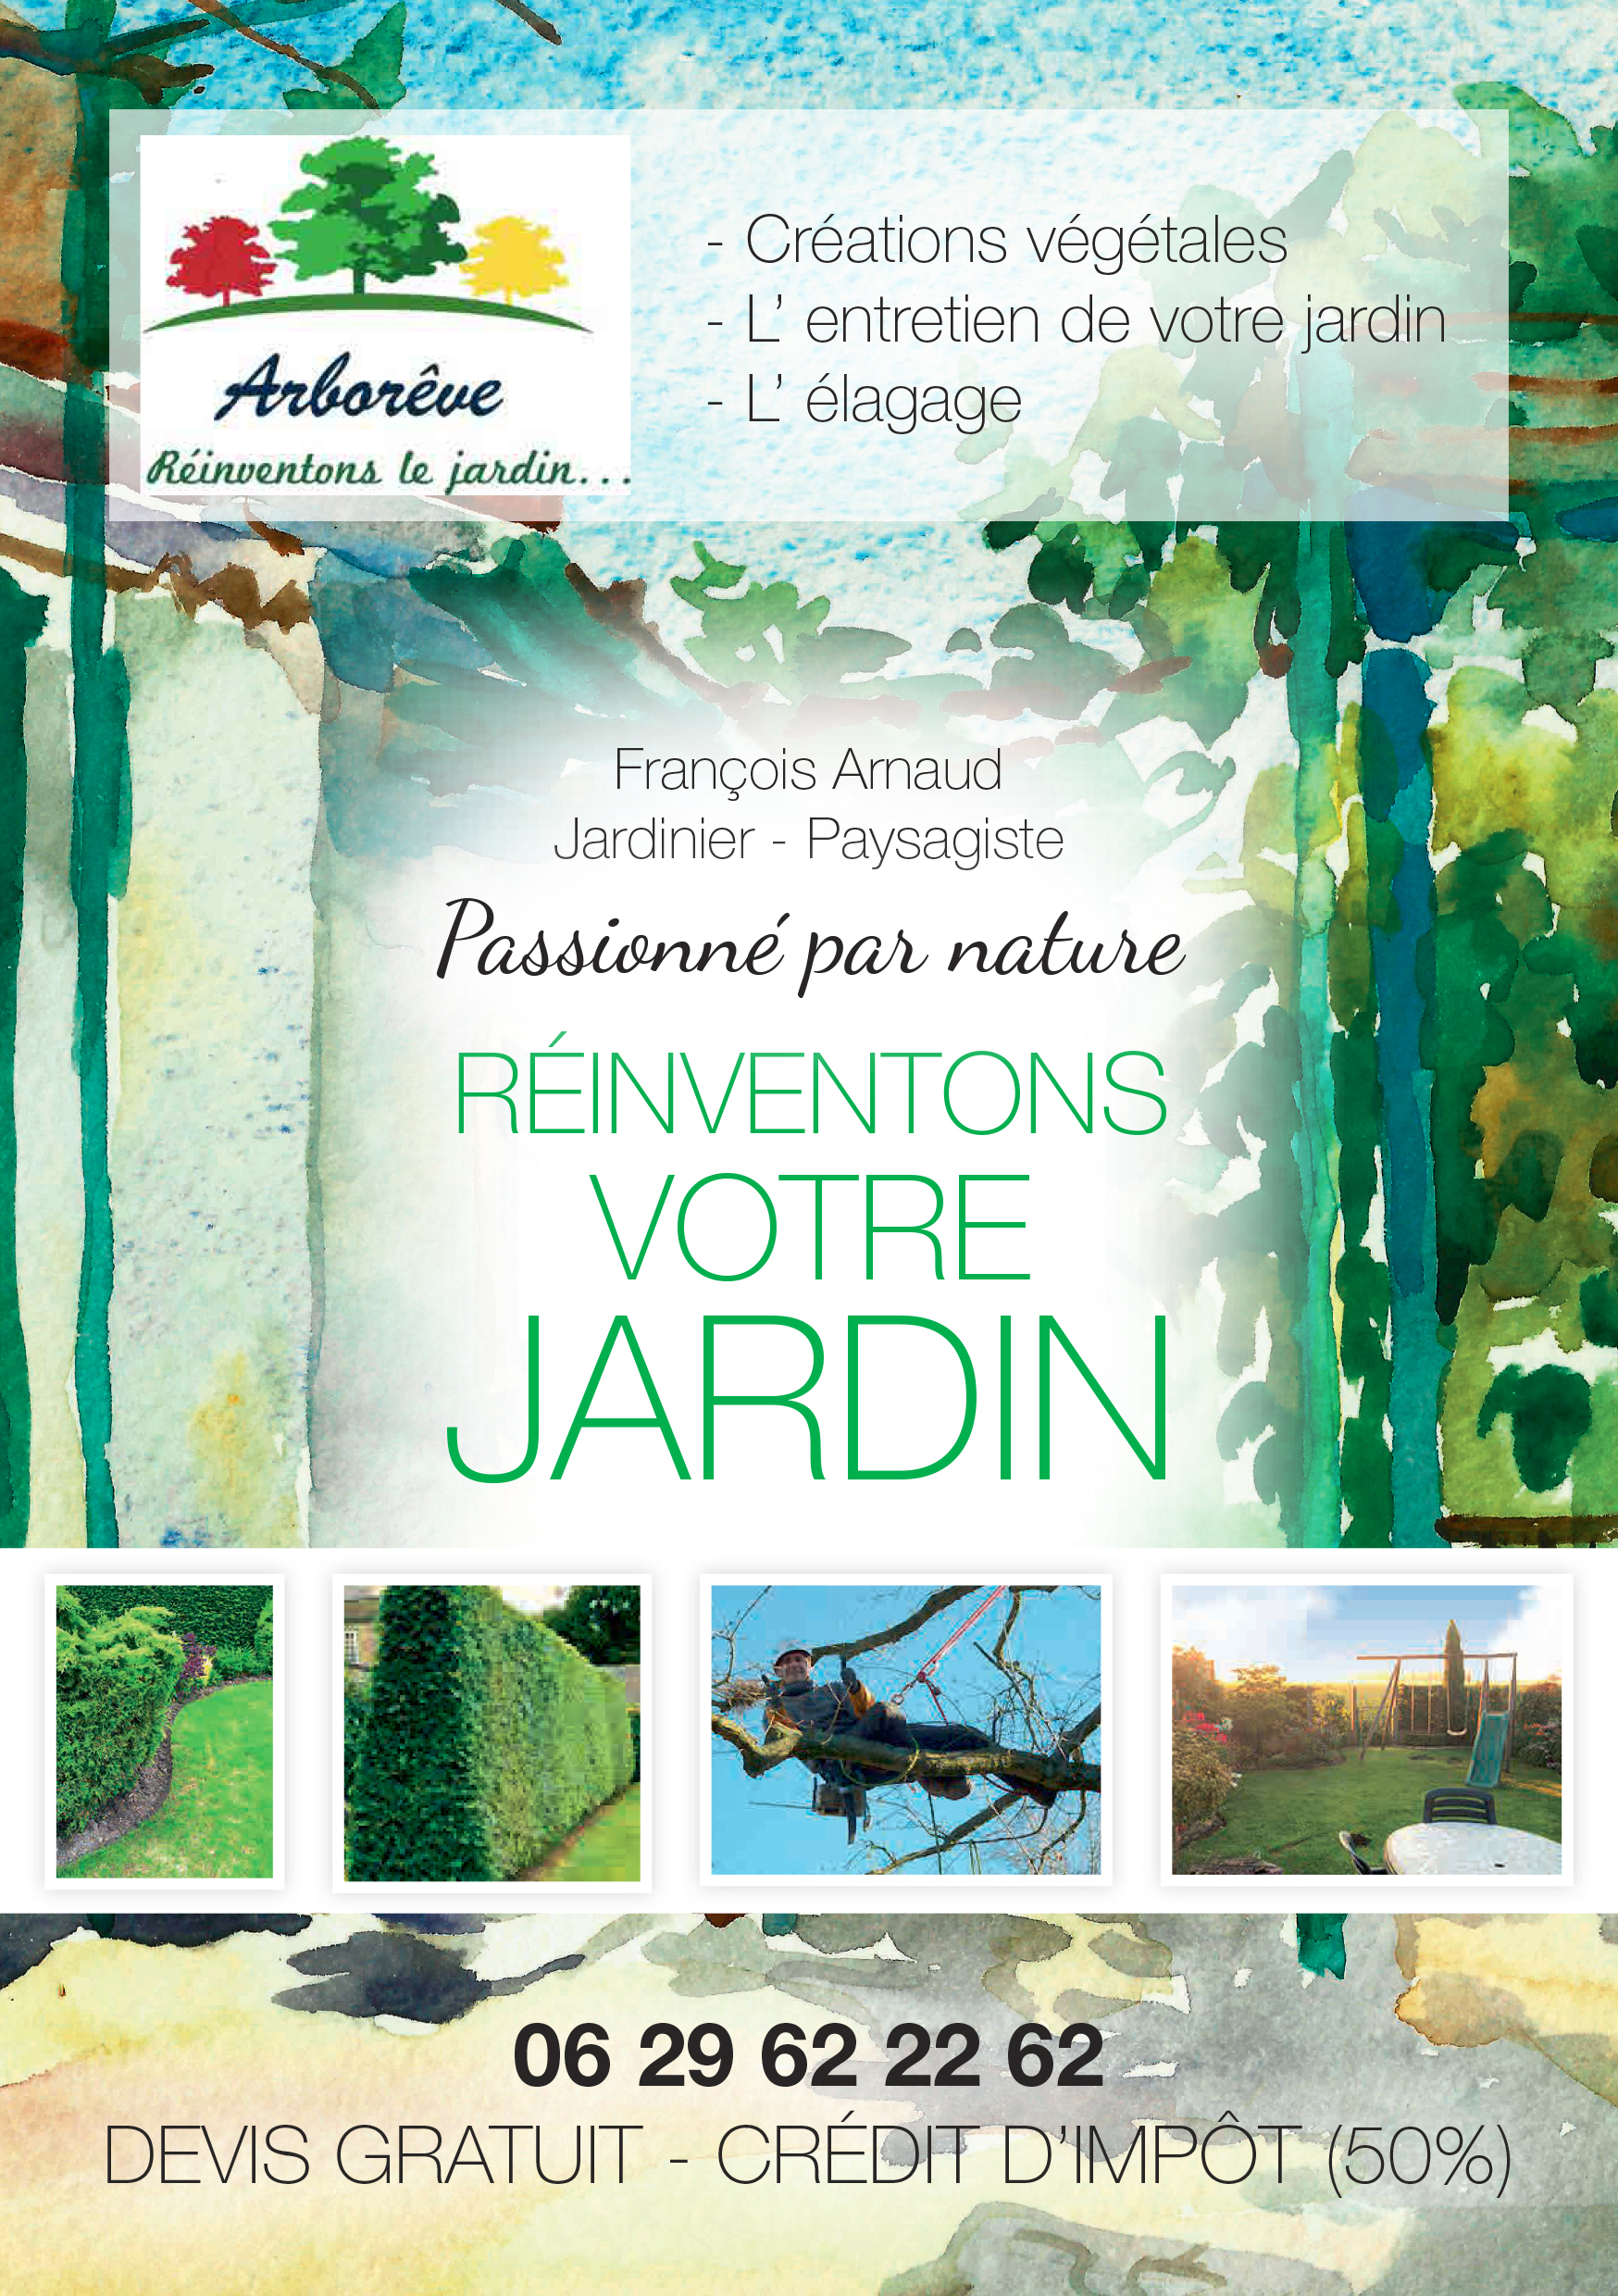 Arborêve
Réinventons le jardin...
- Créations végétales
- L’ entretien de votre jardin
- L’ élagage
François Arnaud
Jardinier - Paysagiste
Passionné par nature
RÉINVENTONS
VOTRE
JARDIN
06 29 62 22 62
DEVIS GRATUIT - CRÉDIT D’IMPÔT (50%)